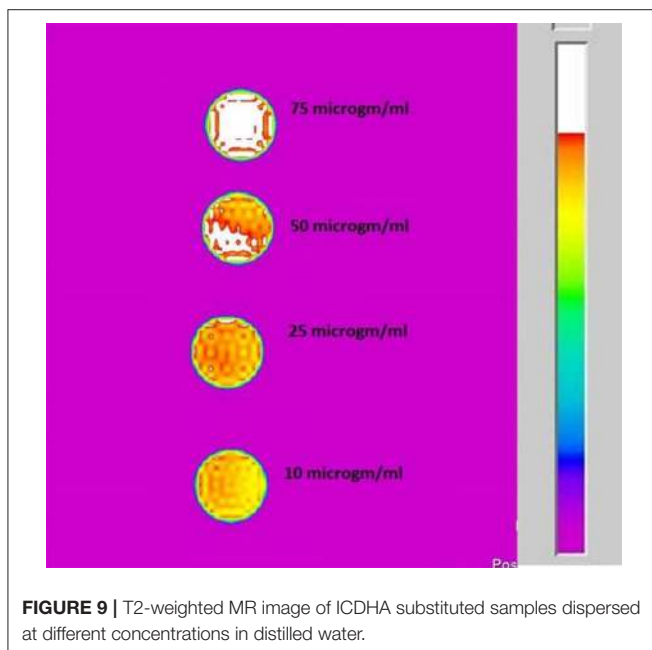 75 microgm/ml
50 microgm/ml
25 microgm/ml
10 microgm/ml
Pos
FIGURE 9 | T2-weighted MR image of ICDHA substituted samples dispersed
at different concentrations in distilled water.